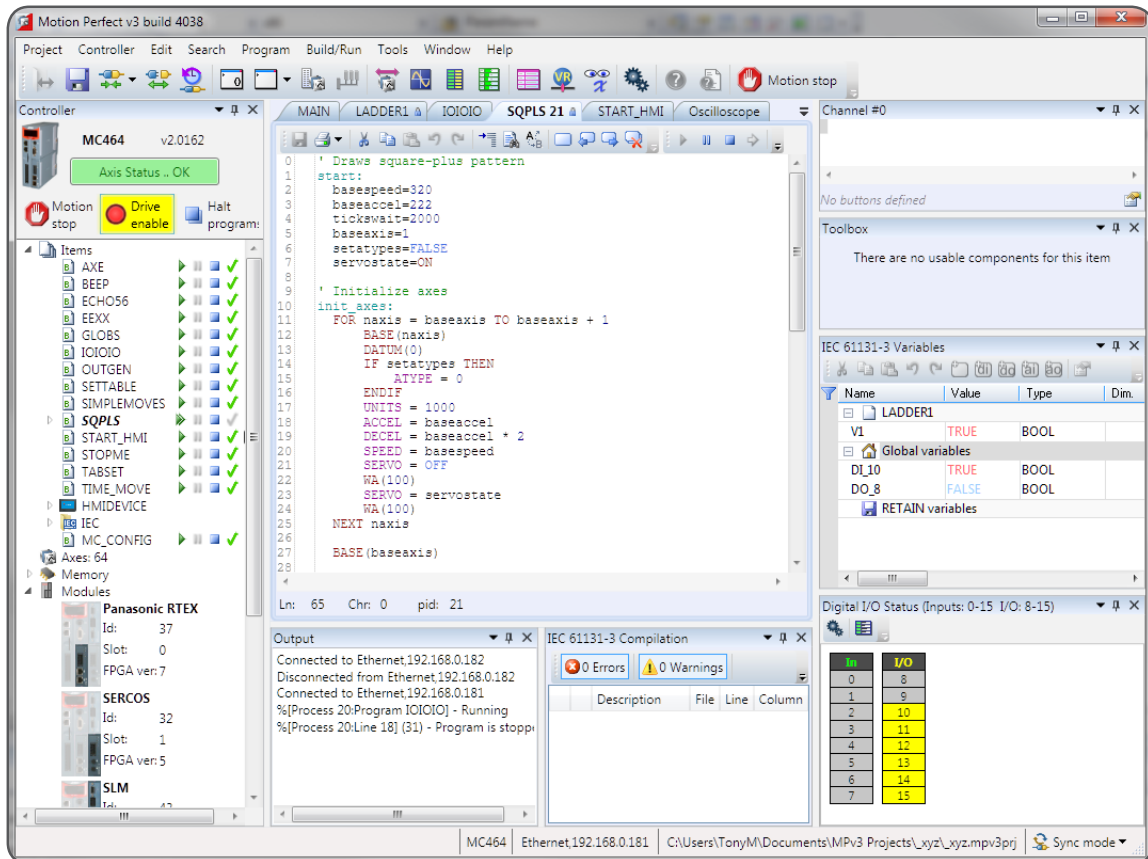 Motion Perfect v3 build 4038
Project Controller Edit Search Program Build/Run Tools Window Help
Motion stop
Controller
MC464 v2.0162
Axis Status .. OK
Motion stop
Drive enable
Halt program
Items
AXE
BEEP
ECHO56
EEXX
GLOBS
IOIOIO
OUTGEN
SETTABLE
SIMPLEMOVES
SQPLS
START_HMI
STOPME
TABSET
TIME_MOVE
HMIDEVICE
IEC
MC_CONFIG
Axes: 64
Memory
Modules
Panasonic RTEX
Id: 37
Slot: 0
FPGA ver: 7
SERCOS
Id: 32
Slot: 1
FPGA ver: 5
SLM
MAIN LADDER1 IOIOIO SQPLS 21 START_HMI Oscilloscope
0 ' Draws square-plus pattern
1 start:
2 basespeed=320
3 baseaccel=222
4 tickswait=2000
5 baseaxis=1
6 setatypes=FALSE
7 servostate=ON
8
9 ' Initialize axes
10 init_axes:
11 FOR naxis = baseaxis TO baseaxis + 1
12 BASE(naxis)
13 DATUM(0)
14 IF setatypes THEN
15 ATYPE = 0
16 ENDIF
17 UNITS = 1000
18 ACCEL = baseaccel
19 DECEL = baseaccel * 2
20 SPEED = basespeed
21 SERVO = OFF
22 WA(100)
23 SERVO = servostate
24 WA(100)
25 NEXT naxis
26
27 BASE(baseaxis)
28
Ln: 65 Chr: 0 pid: 21
Output
Connected to Ethernet,192.168.0.182
Disconnected from Ethernet,192.168.0.182
Connected to Ethernet,192.168.0.181
%[Process 20:Program IOIOIO] - Running
%[Process 20:Line 18] (31) - Program is stopp
IEC 61131-3 Compilation
0 Errors 0 Warnings
Description File Line Column
Channel #0
No buttons defined
Toolbox
There are no usable components for this item
IEC 61131-3 Variables
Name Value Type Dim.
LADDER1
V1 TRUE BOOL
Global variables
DI_10 TRUE BOOL
DO_8 FALSE BOOL
RETAIN variables
Digital I/O Status (Inputs: 0-15 I/O: 8-15)
In I/O
0 8
1 9
2 10
3 11
4 12
5 13
6 14
7 15
MC464 Ethernet,192.168.0.181 C:\Users\TonyM\Documents\MPv3 Projects\_xyz\_xyz.mpv3prj Sync mode